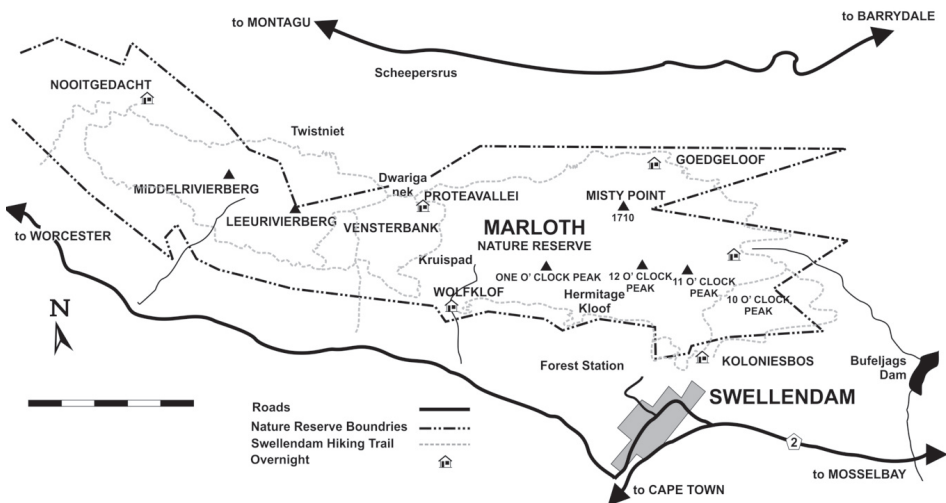 to MONTAGU
to BARRYDALE
Scheepersrus
NOOITGEDACHT
Twistniet
GOEDGELOOF
Dwariga
nek
MIDDELRIVIERBERG
PROTEAVALLEI
MISTY POINT
1710
LEEURIVIERBERG
VENSTERBANK
MARLOTH
NATURE RESERVE
to WORCESTER
Kruispad
ONE O' CLOCK PEAK
12 O' CLOCK
PEAK
11 O' CLOCK
PEAK
WOLFKLOF
Hermitage
Kloof
10 O' CLOCK
PEAK
N
Forest Station
KOLONIESBOS
Bufeljags
Dam
SWELLENDAM
Roads
Nature Reserve Boundries
Swellendam Hiking Trail
Overnight
2
to MOSSELBAY
to CAPE TOWN